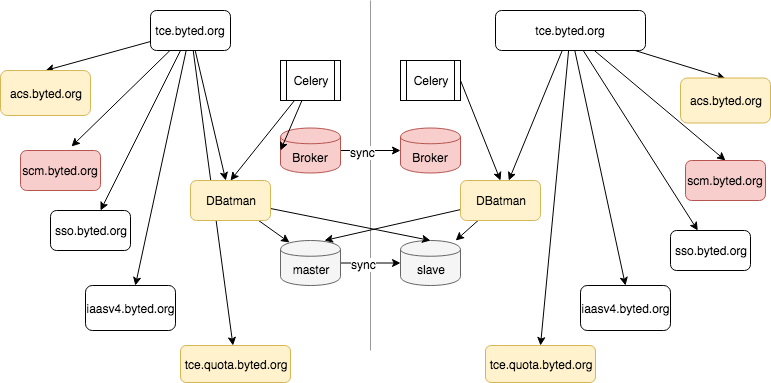 tce.byted.org
tce.byted.org
Celery
Celery
acs.byted.org
acs.byted.org
Broker
sync
Broker
scm.byted.org
scm.byted.org
DBatman
DBatman
sso.byted.org
sso.byted.org
master
sync
slave
iaasv4.byted.org
iaasv4.byted.org
tce.quota.byted.org
tce.quota.byted.org